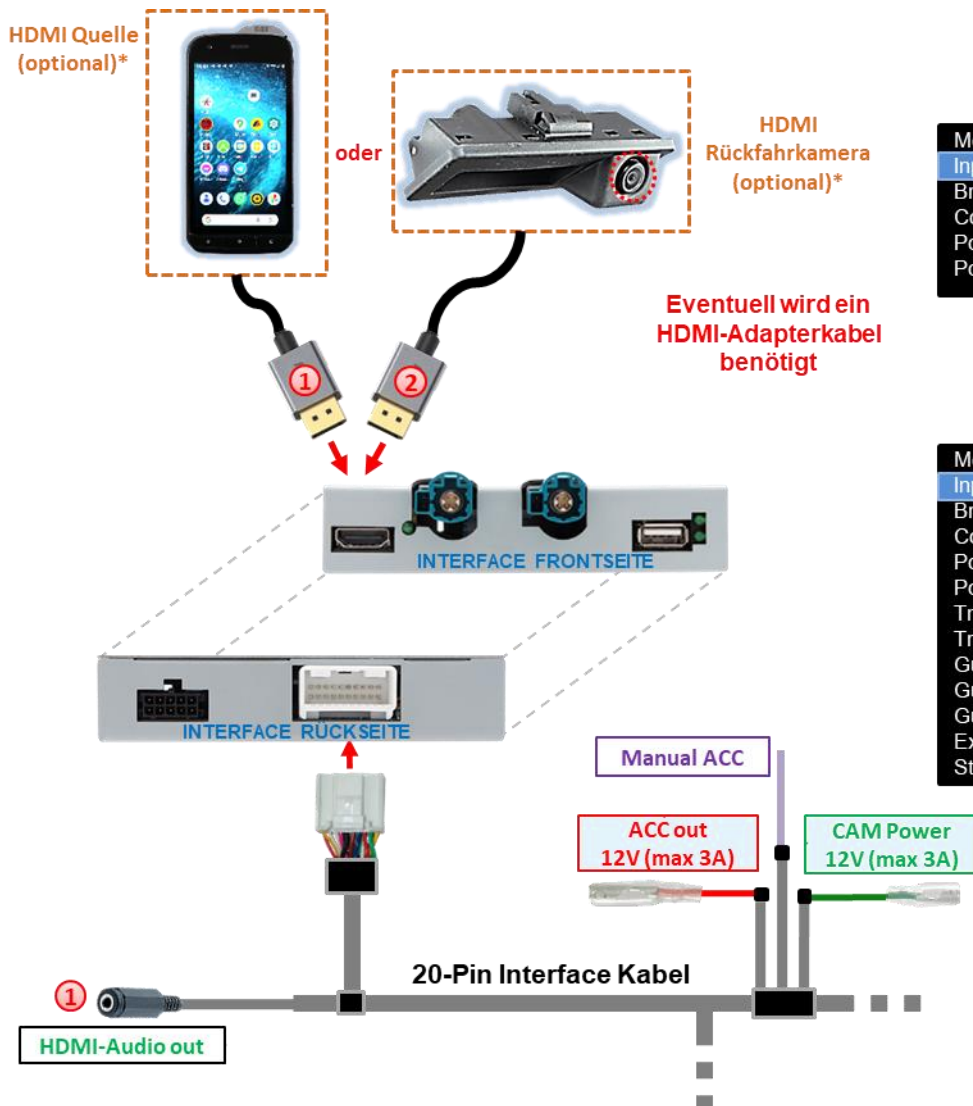 HDMI Quelle
(optional)*
oder
HDMI
Rückfahrkamera
(optional)*
Eventuell wird ein
HDMI-Adapterkabel
benötigt
1
2
INTERFACE FRONTSEITE
INTERFACE RÜCKSEITE
Manual ACC
ACC out
12V (max 3A)
CAM Power
12V (max 3A)
20-Pin Interface Kabel
1
HDMI-Audio out